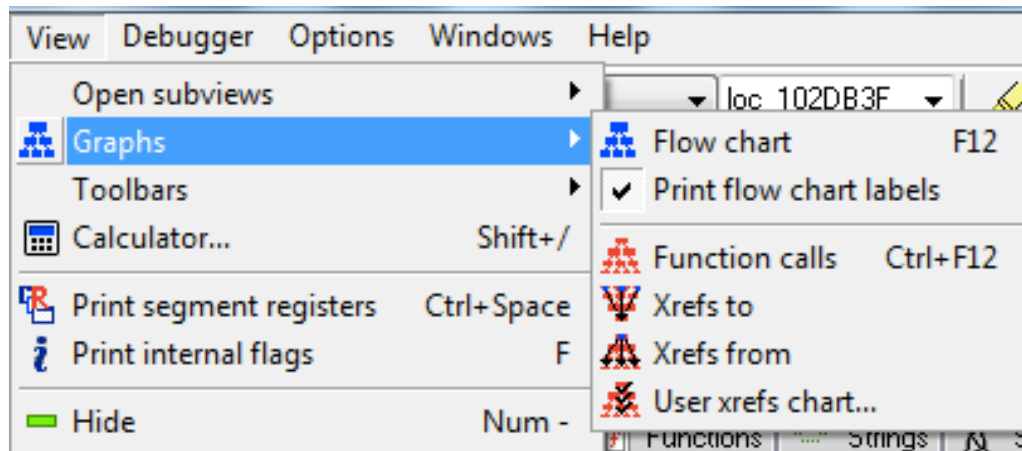 View Debugger Options Windows Help
Open subviews
loc_102DB3F
Graphs
Flow chart F12
Toolbars
Print flow chart labels
Calculator... Shift+/
Function calls Ctrl+F12
Print segment registers Ctrl+Space
Xrefs to
Print internal flags F
Xrefs from
User xrefs chart...
Hide Num -
Functions Strings